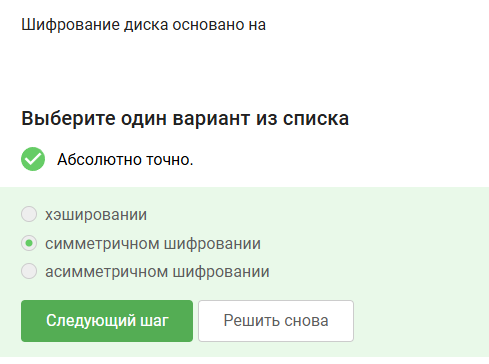 Шифрование диска основано на
Выберите один вариант из списка
Абсолютно точно.
хэшировании
симметричном шифровании
асимметричном шифровании
Следующий шаг
Решить снова